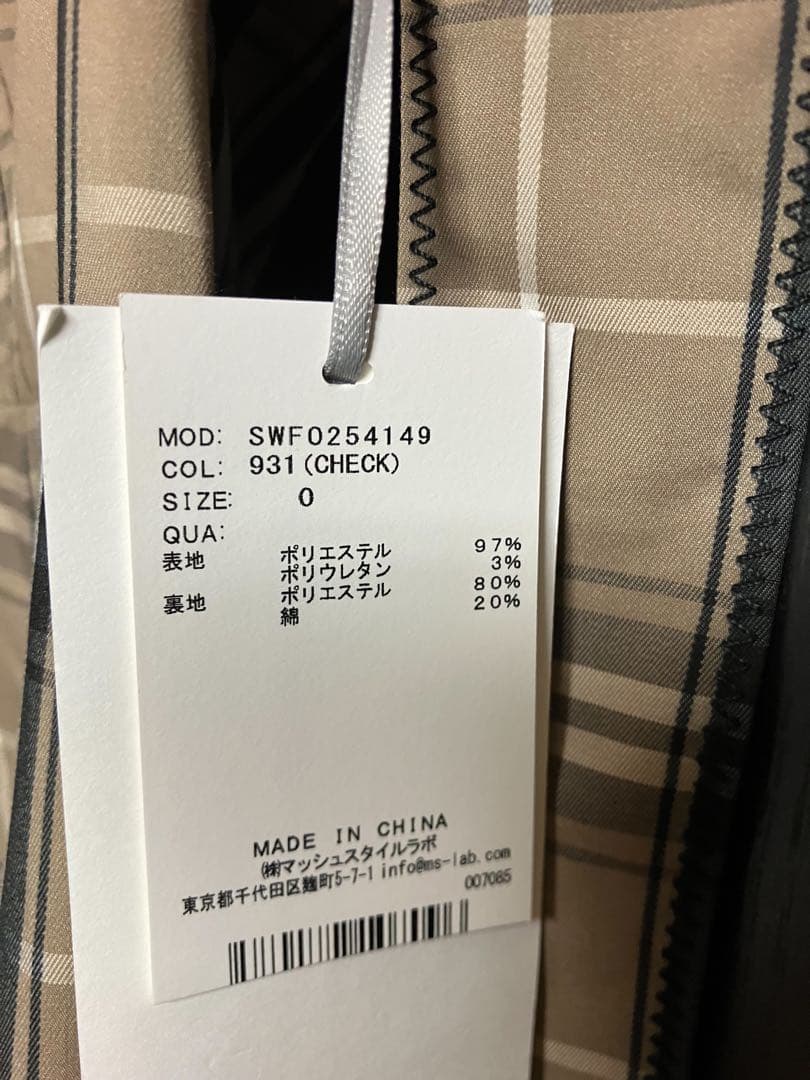 MOD: SWF0254149
COL: 931(CHECK)
SIZE: 0
QUA:
表地 ポリエステル 97%
ポリウレタン 3%
裏地 ポリエステル 80%
綿 20%
MADE IN CHINA
㈱マッシュスタイルラボ
東京都千代田区麹町5-7-1 info@ms-lab.com
007085